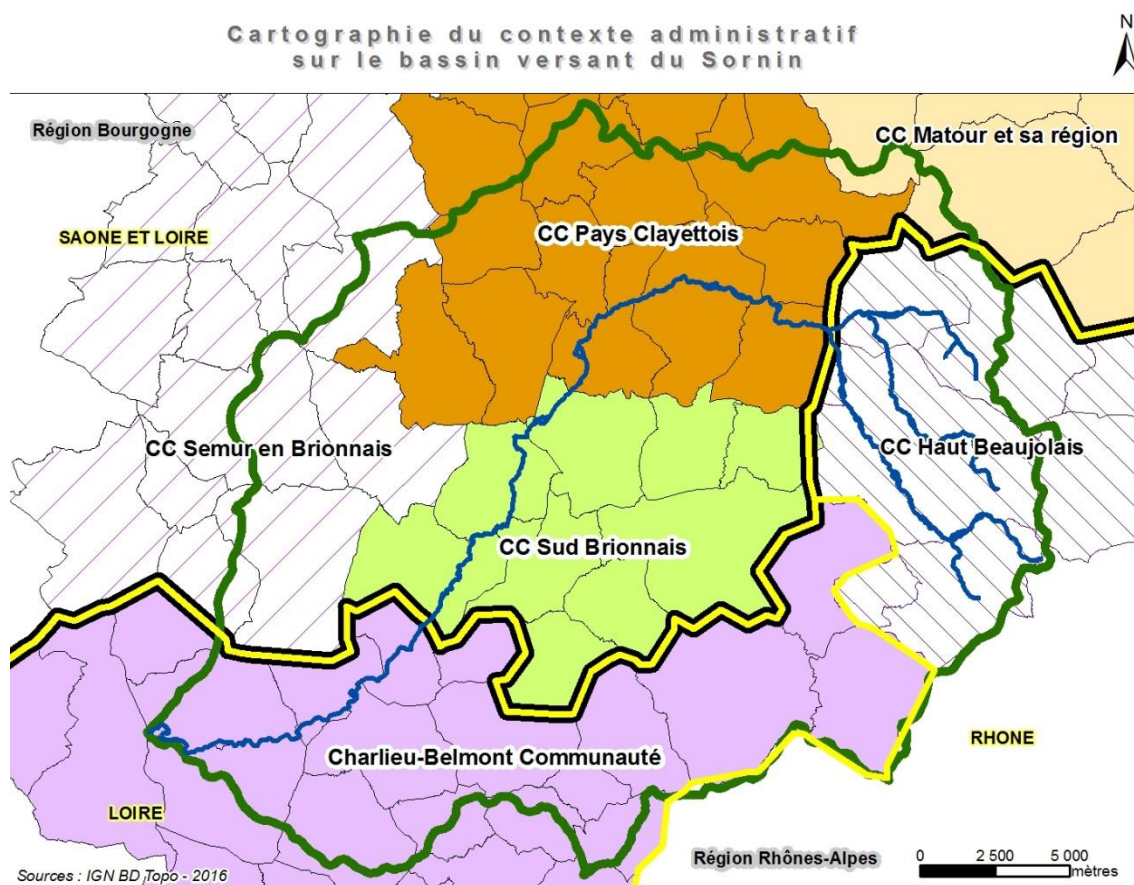 Cartographie du contexte administratif
sur le bassin versant du Sornin
N
Région Bourgogne
CC Matour et sa région
SAONE ET LOIRE
CC Pays Clayettois
CC Semur en Brionnais
CC Haut Beaujolais
CC Sud Brionnais
RHONE
Charlieu-Belmont Communauté
LOIRE
Région Rhônes-Alpes
0 2 500 5 000
mètres
Sources : IGN BD Topo - 2016